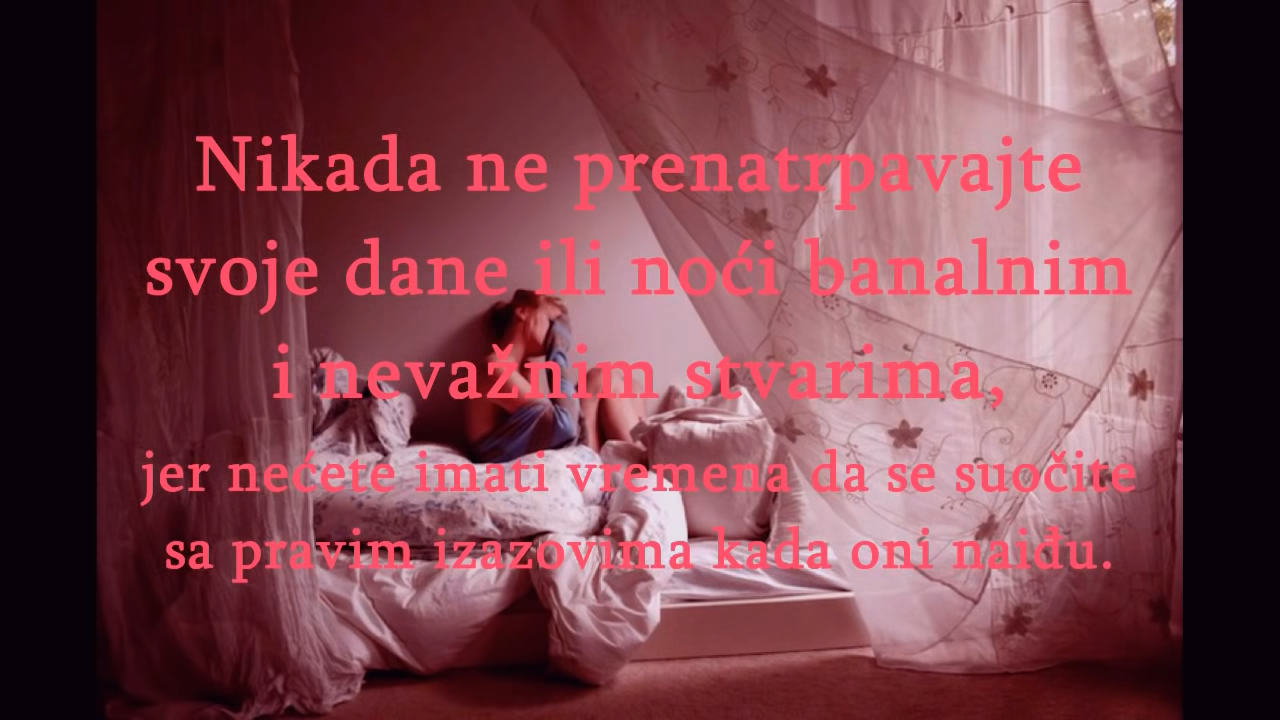 Nikada ne prenatrpavajte
svoje dane ili noći banalnim
i nevažnim stvarima,
jer nećete imati vremena da se suočite
sa pravim izazovima kada oni naiđu.